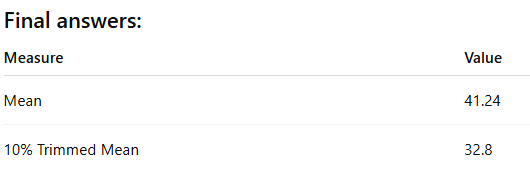 Final answers:
Measure Value
Mean 41.24
10% Trimmed Mean 32.8